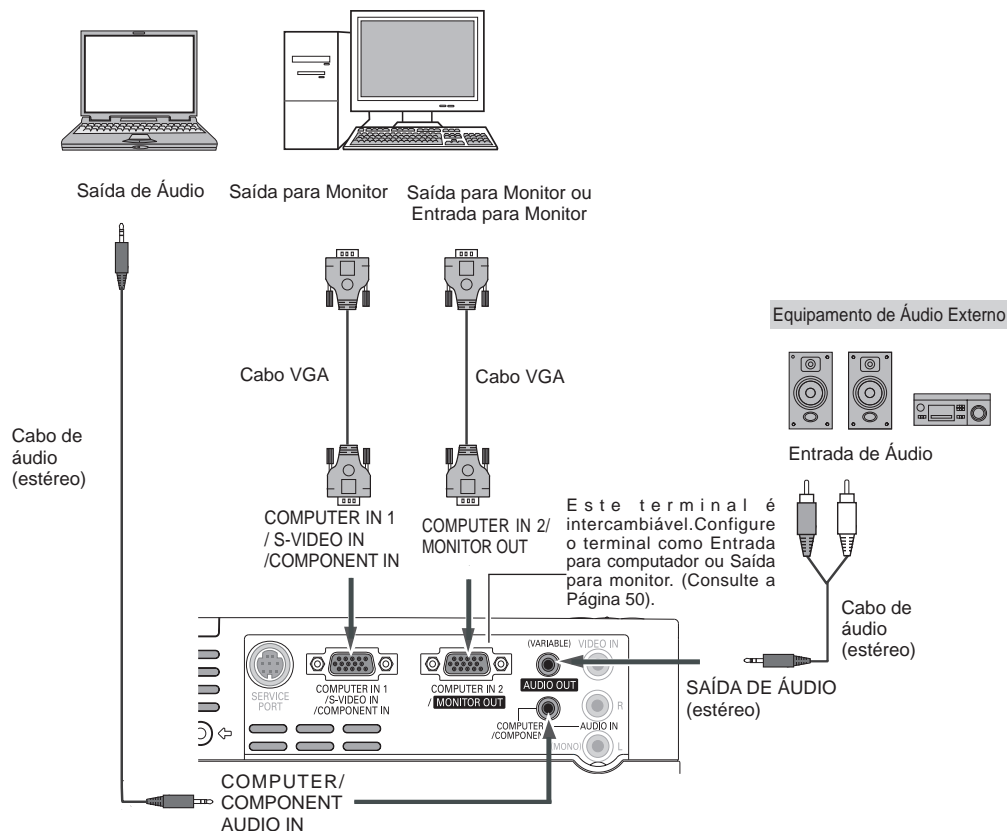 Saída de Áudio
Saída para Monitor
Saída para Monitor ou
Entrada para Monitor
Cabo VGA
Cabo VGA
Equipamento de Áudio Externo
Entrada de Áudio
Cabo de
áudio
(estéreo)
COMPUTER IN 1
/ S-VIDEO IN
/COMPONENT IN
COMPUTER IN 2/
MONITOR OUT
Este terminal é
intercambiável.Configure
o terminal como Entrada
para computador ou Saída
para monitor. (Consulte a
Página 50).
Cabo de
áudio
(estéreo)
SERVICE
PORT
COMPUTER IN 1
/S-VIDEO IN
/COMPONENT IN
COMPUTER IN 2
/ MONITOR OUT
(VARIABLE)
VIDEO IN
AUDIO OUT
R
COMPUTER
/COMPONEN
AUDIO IN
(MONO)
L
SAÍDA DE ÁUDIO
(estéreo)
COMPUTER/
COMPONENT
AUDIO IN